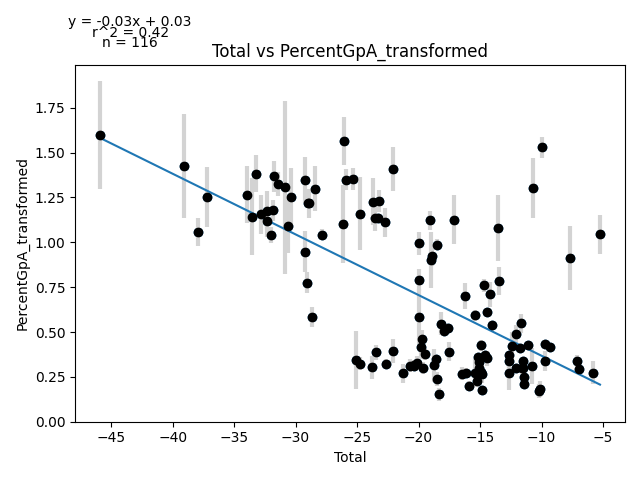 y = -0.03x + 0.03
r^2 = 0.42
n = 116
Total vs PercentGpA_transformed
PercentGpA_transformed
1.75
1.50
1.25
1.00
0.75
0.50
0.25
0.00
−45 −40 −35 −30 −25 −20 −15 −10 −5
Total